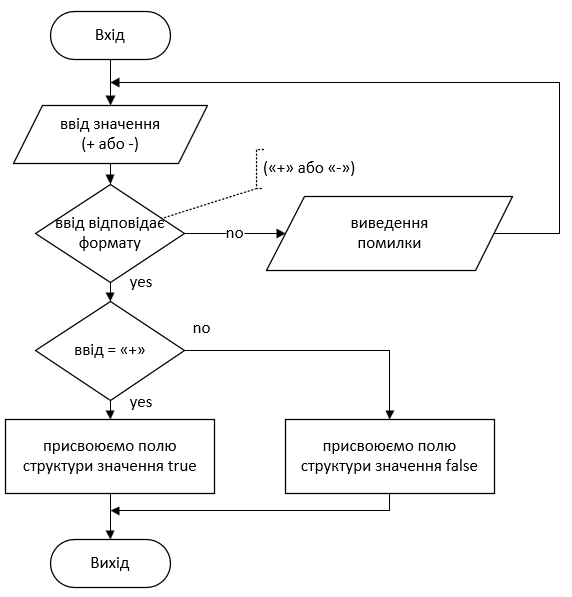 Вхід
ввід значення
(+ або -)
(«+» або «-»)
ввід відповідає
формату
no
виведення
помилки
yes
ввід = «+»
no
yes
присвоюємо полю
структури значення true
присвоюємо полю
структури значення false
Вихід